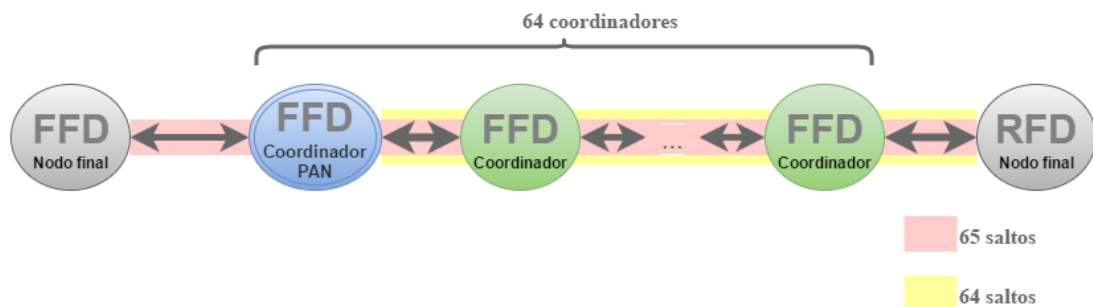 64 coordinadores
FFD
Nodo final
FFD
Coordinador
PAN
FFD
Coordinador
...
FFD
Coordinador
RFD
Nodo final
65 saltos
64 saltos